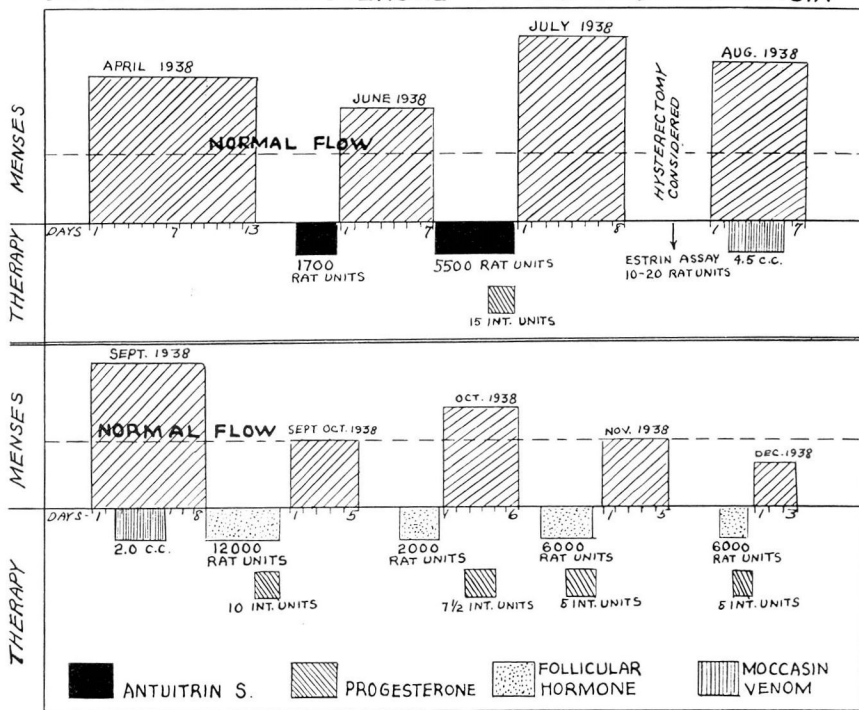 JULY 1938
APRIL 1938
AUG. 1938
JUNE 1938
MENSES
NORMAL FLOW
HYSTERECTOMY
CONSIDERED
THERAPY
DAYS 1 7 13 1 7 1 8 1 7
1700
RAT UNITS
5500 RAT UNITS
ESTRIN ASSAY
10-20 RAT UNITS
4.5 C.C.
15 INT. UNITS
SEPT. 1938
OCT. 1938
MENSES
NORMAL FLOW
SEPT OCT. 1938
NOV. 1938
DEC. 1938
DAYS- 1 8 1 5 1 6 1 5 1 3
THERAPY
2.0 C.C.
12000
RAT UNITS
2000
RAT UNITS
6000
RAT UNITS
6000
RAT UNITS
10 INT. UNITS
7½ INT. UNITS
5 INT. UNITS
5 INT. UNITS
ANTUITRIN S.
PROGESTERONE
FOLLICULAR
HORMONE
MOCCASIN
VENOM